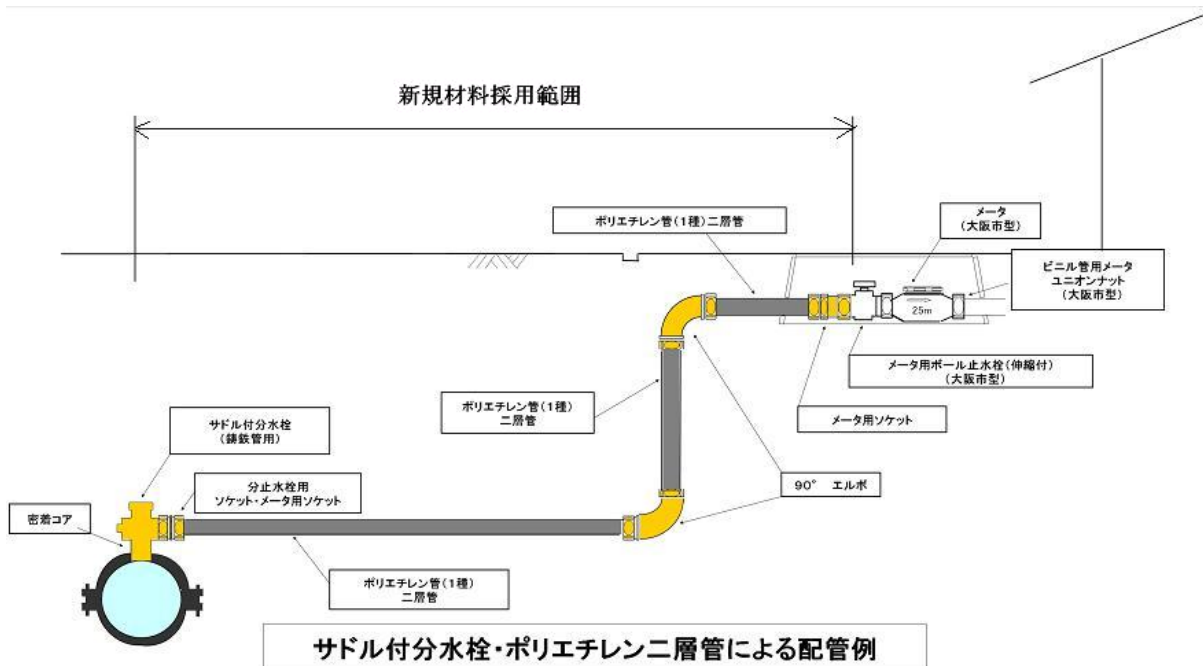 新規材料採用範囲
ポリエチレン管(1種)二層管
メータ
(大阪市型)
ビニル管用メータ
ユニオンナット
(大阪市型)
25m
メータ用ボール止水栓(伸縮付)
(大阪市型)
ポリエチレン管(1種)
二層管
メータ用ソケット
サドル付分水栓
(鋳鉄管用)
分止水栓用
ソケット・メータ用ソケット
90° エルボ
密着コア
ポリエチレン管(1種)
二層管
サドル付分水栓・ポリエチレン二層管による配管例